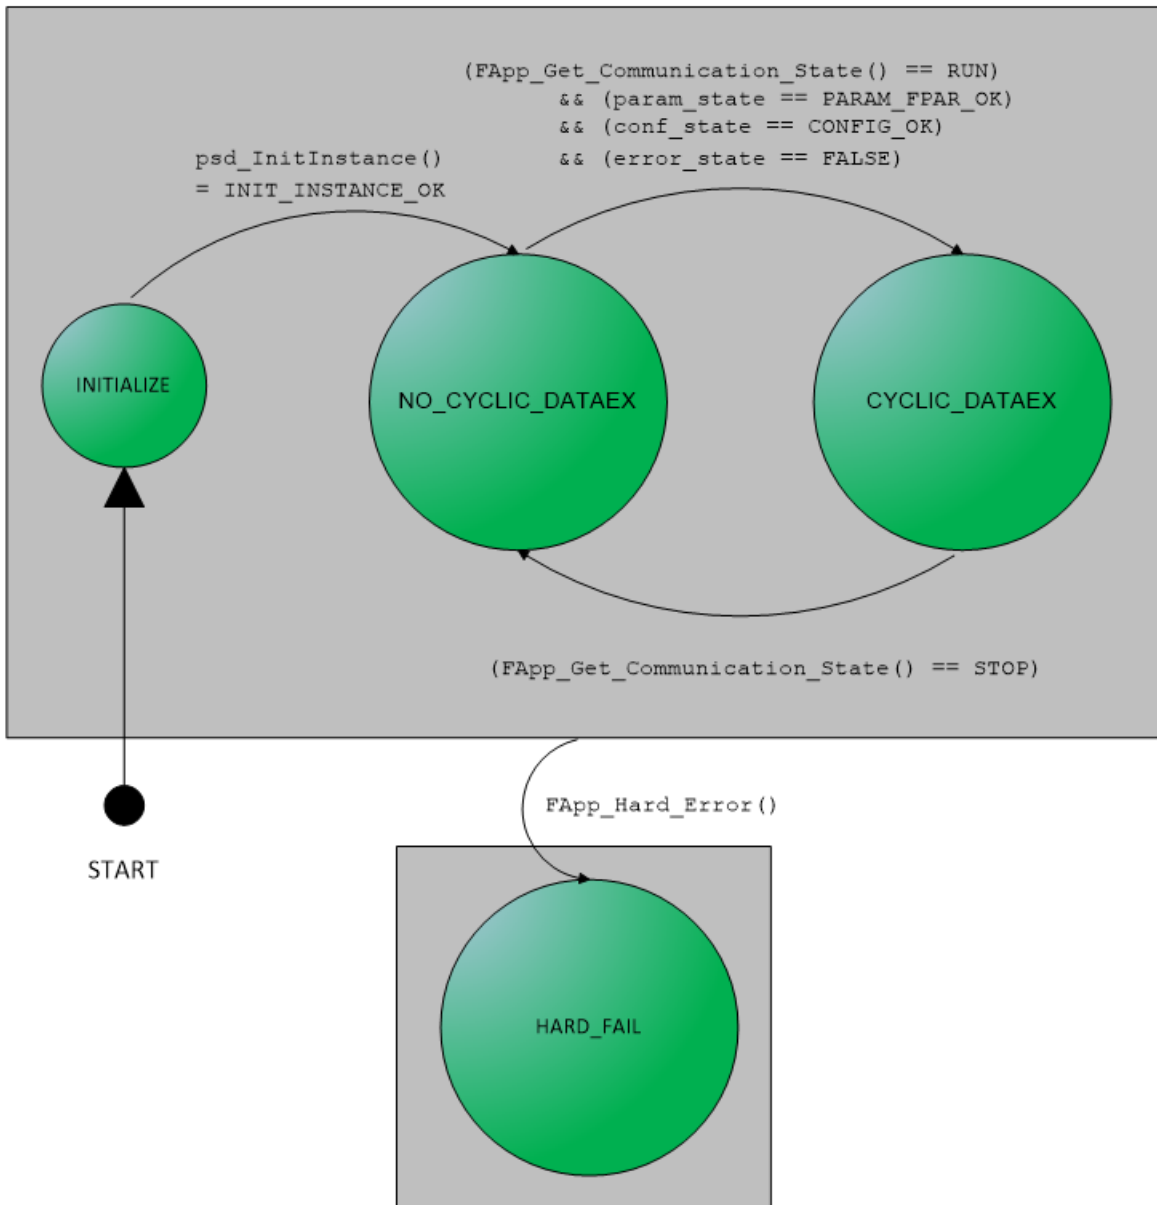 (FApp_Get_Communication_State() == RUN)
&& (param_state == PARAM_FPAR_OK)
&& (conf_state == CONFIG_OK)
&& (error_state == FALSE)
psd_InitInstance()
= INIT_INSTANCE_OK
INITIALIZE
NO_CYCLIC_DATAEX
CYCLIC_DATAEX
(FApp_Get_Communication_State() == STOP)
FApp_Hard_Error()
START
HARD_FAIL